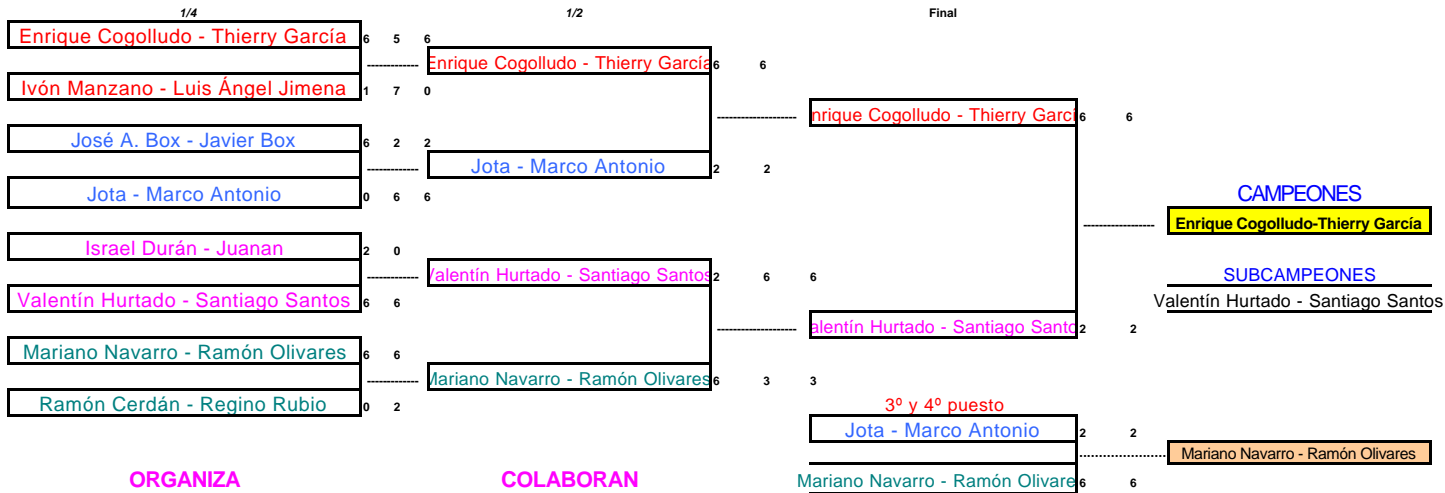 1/4 1/2 Final
Enrique Cogolludo - Thierry García 6 5 6
------------- Enrique Cogolludo - Thierry García 6 6
Ivón Manzano - Luis Ángel Jimena 1 7 0
-------------------- nrique Cogolludo - Thierry Garcí 6 6
José A. Box - Javier Box 6 2 2
------------- Jota - Marco Antonio 2 2
Jota - Marco Antonio 0 6 6
CAMPEONES
------------------ Enrique Cogolludo-Thierry García
Israel Durán - Juanan 2 0
------------- Valentín Hurtado - Santiago Santos 2 6 6
SUBCAMPEONES
Valentín Hurtado - Santiago Santos 6 6
Valentín Hurtado - Santiago Santos
-------------------- alentín Hurtado - Santiago Santo 2 2
Mariano Navarro - Ramón Olivares 6 6
------------- Mariano Navarro - Ramón Olivares 6 3 3
Ramón Cerdán - Regino Rubio 0 2
3º y 4º puesto
Jota - Marco Antonio 2 2
Mariano Navarro - Ramón Olivares
ORGANIZA COLABORAN
Mariano Navarro - Ramón Olivare 6 6